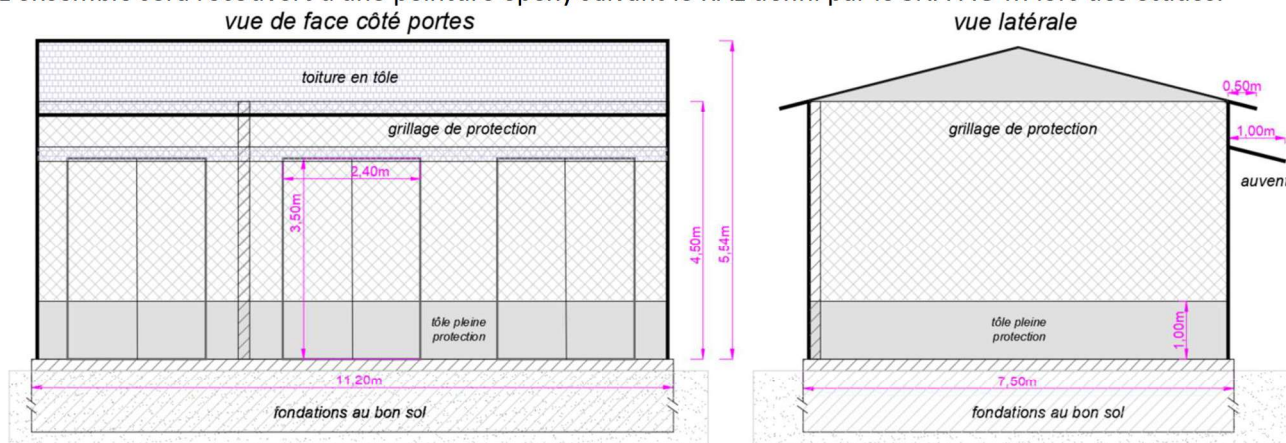 vue de face côté portes
vue latérale
toiture en tôle
grillage de protection
2,40m
3,50m
4,50m
5,54m
tôle pleine
protection
11,20m
fondations au bon sol
0,50m
grillage de protection
1,00m
auvent
tôle pleine
protection
1,00m
7,50m
fondations au bon sol